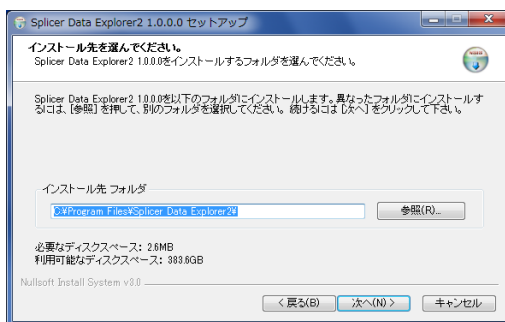 Splicer Data Explorer2 1.0.0.0 セットアップ
インストール先を選んでください。
Splicer Data Explorer2 1.0.0.0をインストールするフォルダを選んでください。
Splicer Data Explorer2 1.0.0.0を以下のフォルダにインストールします。異なったフォルダにインストールす
るには、[参照] を押して、別のフォルダを選択してください。 続けるには [次へ] をクリックして下さい。
インストール先 フォルダ
C:¥Program Files¥Splicer Data Explorer2¥
参照(R)...
必要なディスクスペース: 2.6MB
利用可能なディスクスペース: 383.6GB
Nullsoft Install System v3.0
< 戻る(B)
次へ(N) >
キャンセル